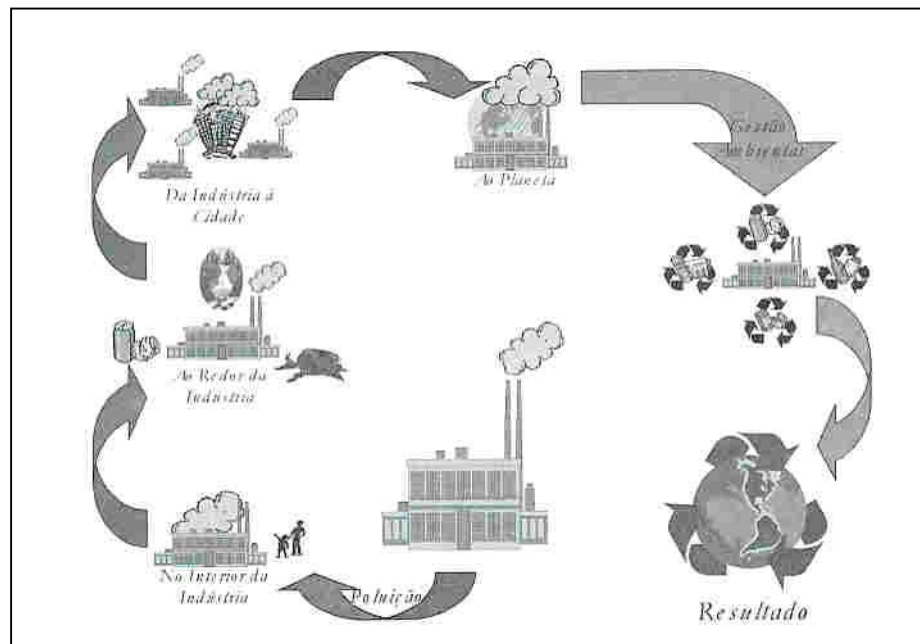 Da Indústria à
Cidade
Ao Planeta
Gestão
Ambiental
Ao Redor da
Indústria
No Interior da
Indústria
Poluição
Resultado